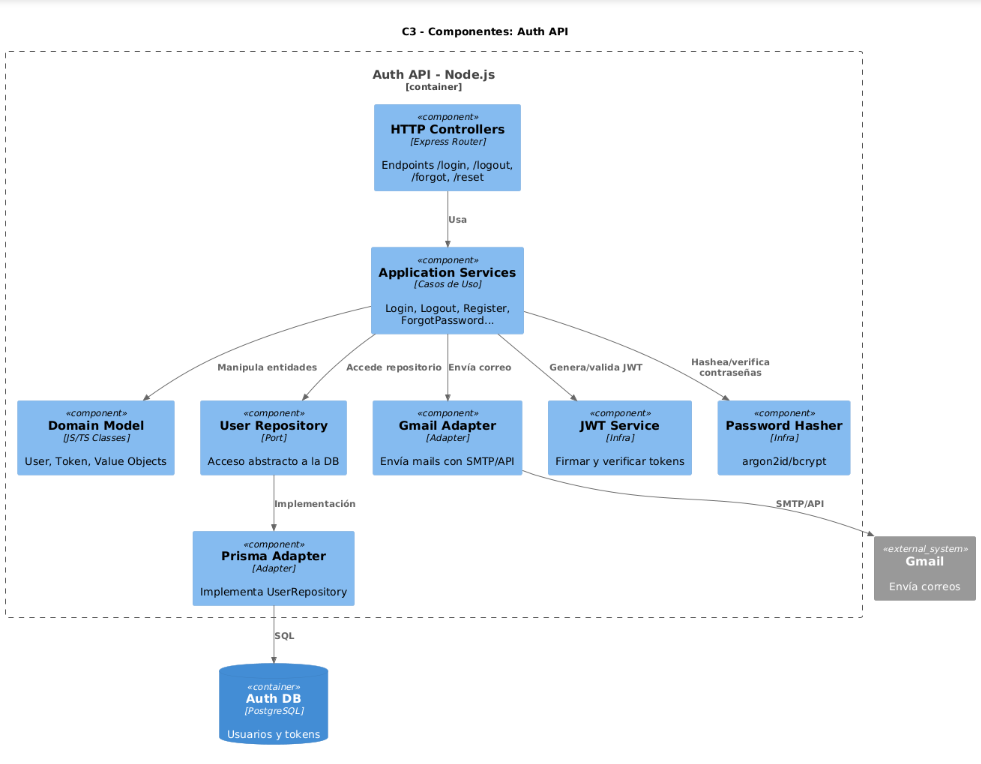 C3 - Componentes: Auth API
Auth API - Node.js
[container]
«component»
HTTP Controllers
[Express Router]
Endpoints /login, /logout,
/forgot, /reset
Usa
«component»
Application Services
[Casos de Uso]
Login, Logout, Register,
ForgotPassword...
Manipula entidades
Accede repositorio
Envía correo
Genera/valida JWT
Hashea/verifica
contraseñas
«component»
Domain Model
[JS/TS Classes]
User, Token, Value Objects
«component»
User Repository
[Port]
Acceso abstracto a la DB
«component»
Gmail Adapter
[Adapter]
Envía mails con SMTP/API
«component»
JWT Service
[Infra]
Firmar y verificar tokens
«component»
Password Hasher
[Infra]
argon2id/bcrypt
Implementación
SMTP/API
«component»
Prisma Adapter
[Adapter]
Implementa UserRepository
«external_system»
Gmail
Envía correos
SQL
«container»
Auth DB
[PostgreSQL]
Usuarios y tokens